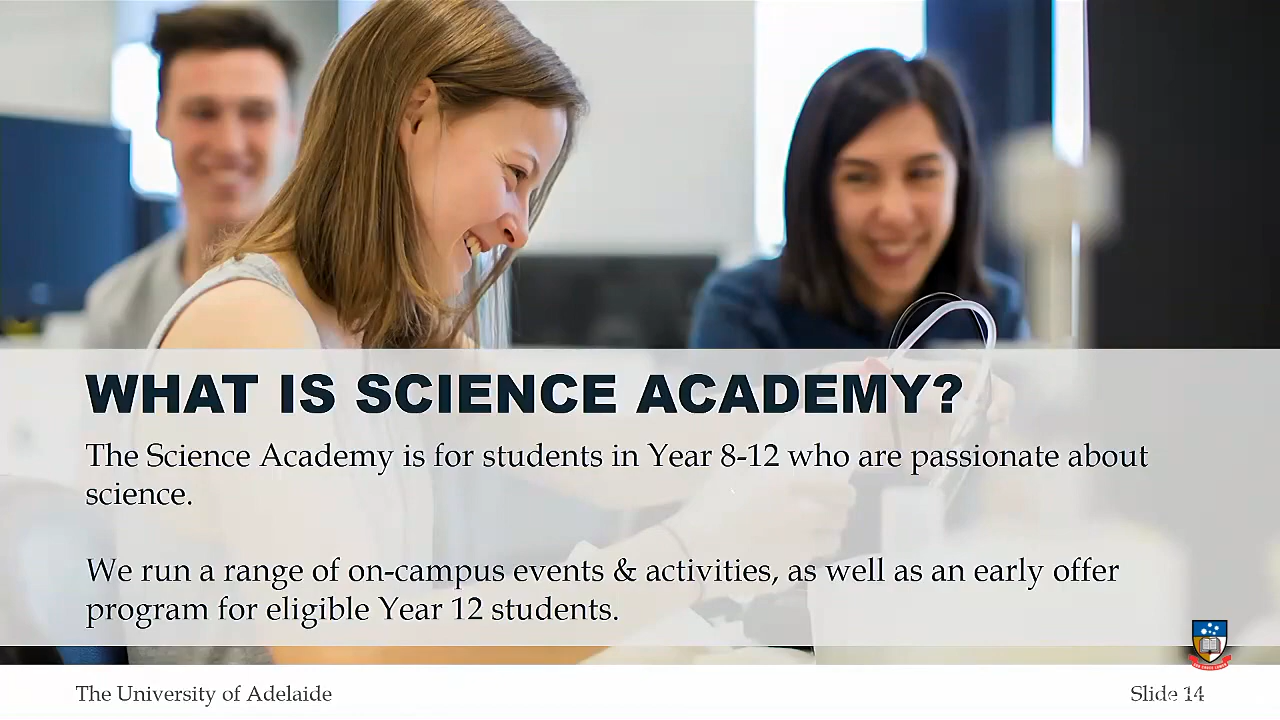 WHAT IS SCIENCE ACADEMY?
The Science Academy is for students in Year 8-12 who are passionate about
science.
We run a range of on-campus events & activities, as well as an early offer
program for eligible Year 12 students.
The University of Adelaide
Slide 14